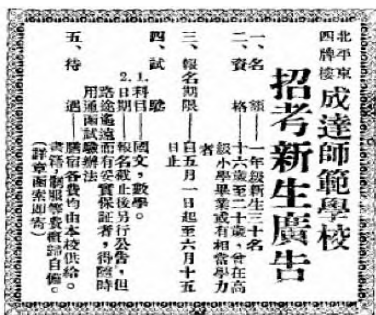 北平東四牌樓
成達師範學校
招考新生廣告
一、名額——一年級新生三十名
二、資格——十六歲至二十歲，曾在高級小學畢業或有相當學力者
三、報名期限——自五月一日起至六月十五日止
四、試驗——
1.科目——國文，數學。
2.日期——報名截止後另行公告，但路途遙遠而有妥實保証者，得隨時用通函試驗辦法
五、待遇——膳宿各費均由本校供給。書籍，制服等費概歸自備。
（詳章函索即寄）